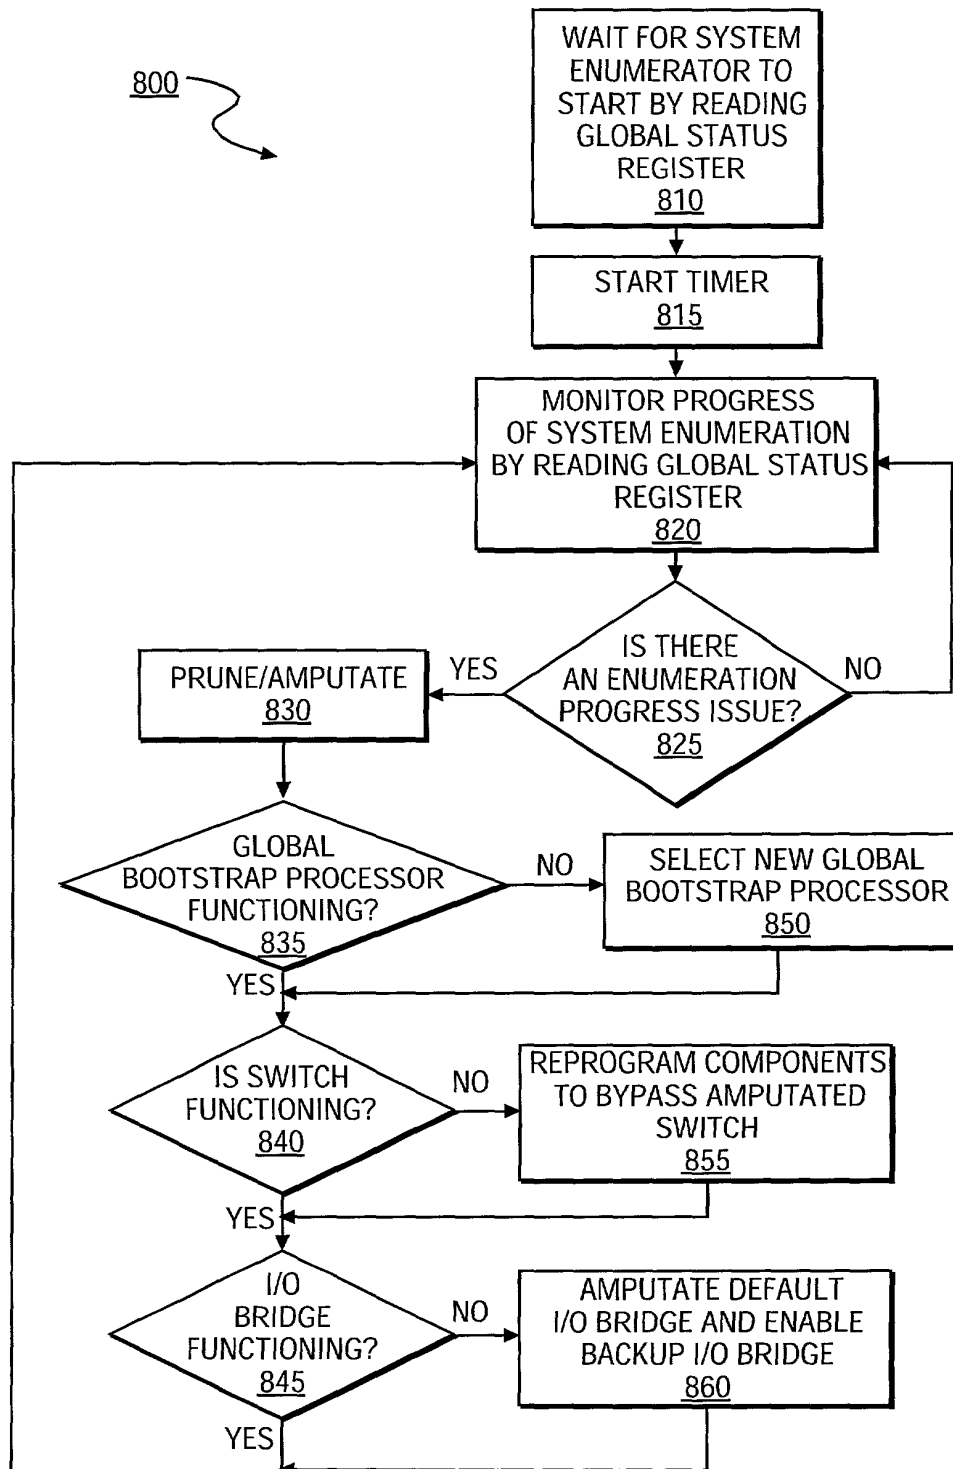 800
WAIT FOR SYSTEM
ENUMERATOR TO
START BY READING
GLOBAL STATUS
REGISTER
810
START TIMER
815
MONITOR PROGRESS
OF SYSTEM ENUMERATION
BY READING GLOBAL STATUS
REGISTER
820
IS THERE
AN ENUMERATION
PROGRESS ISSUE?
825
YES
NO
PRUNE/AMPUTATE
830
GLOBAL
BOOTSTRAP PROCESSOR
FUNCTIONING?
835
NO
SELECT NEW GLOBAL
BOOTSTRAP PROCESSOR
850
YES
IS SWITCH
FUNCTIONING?
840
NO
REPROGRAM COMPONENTS
TO BYPASS AMPUTATED
SWITCH
855
YES
I/O
BRIDGE
FUNCTIONING?
845
NO
AMPUTATE DEFAULT
I/O BRIDGE AND ENABLE
BACKUP I/O BRIDGE
860
YES